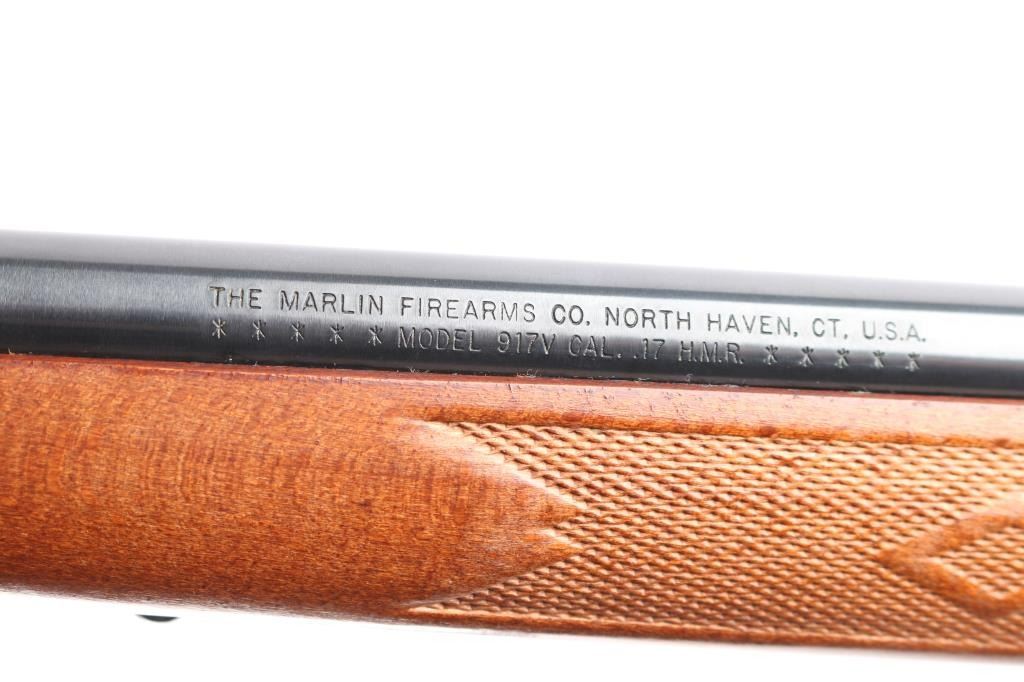 THE MARLIN FIREARMS CO. NORTH HAVEN, CT. U.S.A.
* * * * * MODEL 917V CAL. .17 H.M.R. * * * * *